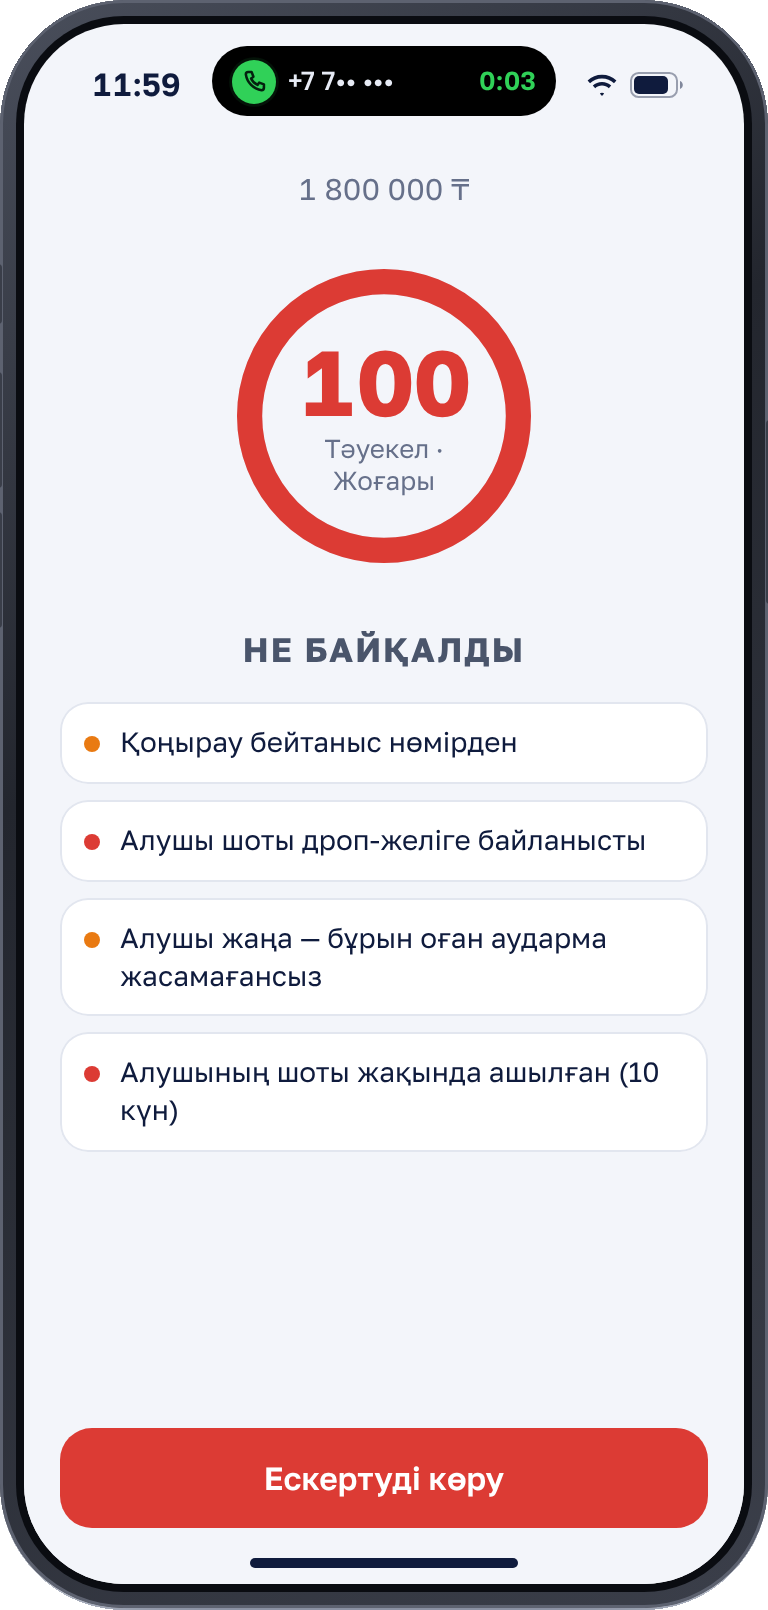 11:59
+7 7•• •••
0:03
1 800 000 ₸
100
Тәуекел ·
Жоғары
НЕ БАЙҚАЛДЫ
Қоңырау бейтаныс нөмірден
Алушы шоты дроп-желіге байланысты
Алушы жаңа — бұрын оған аударма
жасамағансыз
Алушының шоты жақында ашылған (10
күн)
Ескертуді көру